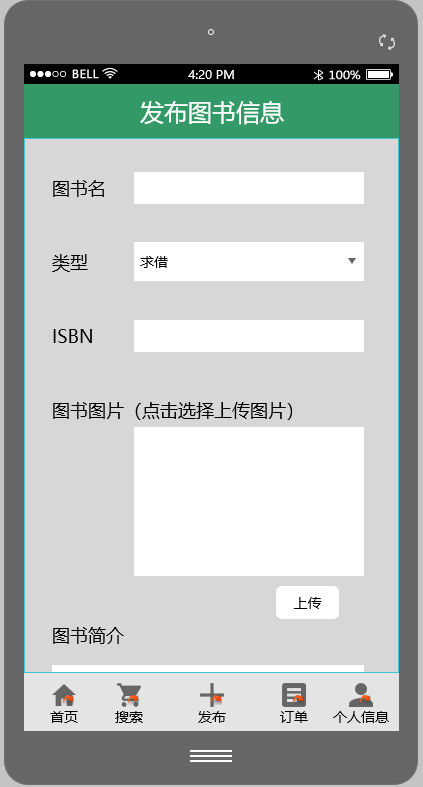 BELL 4:20 PM 100%
发布图书信息
图书名
类型 求借
ISBN
图书图片（点击选择上传图片）
上传
图书简介
首页 搜索 发布 订单 个人信息